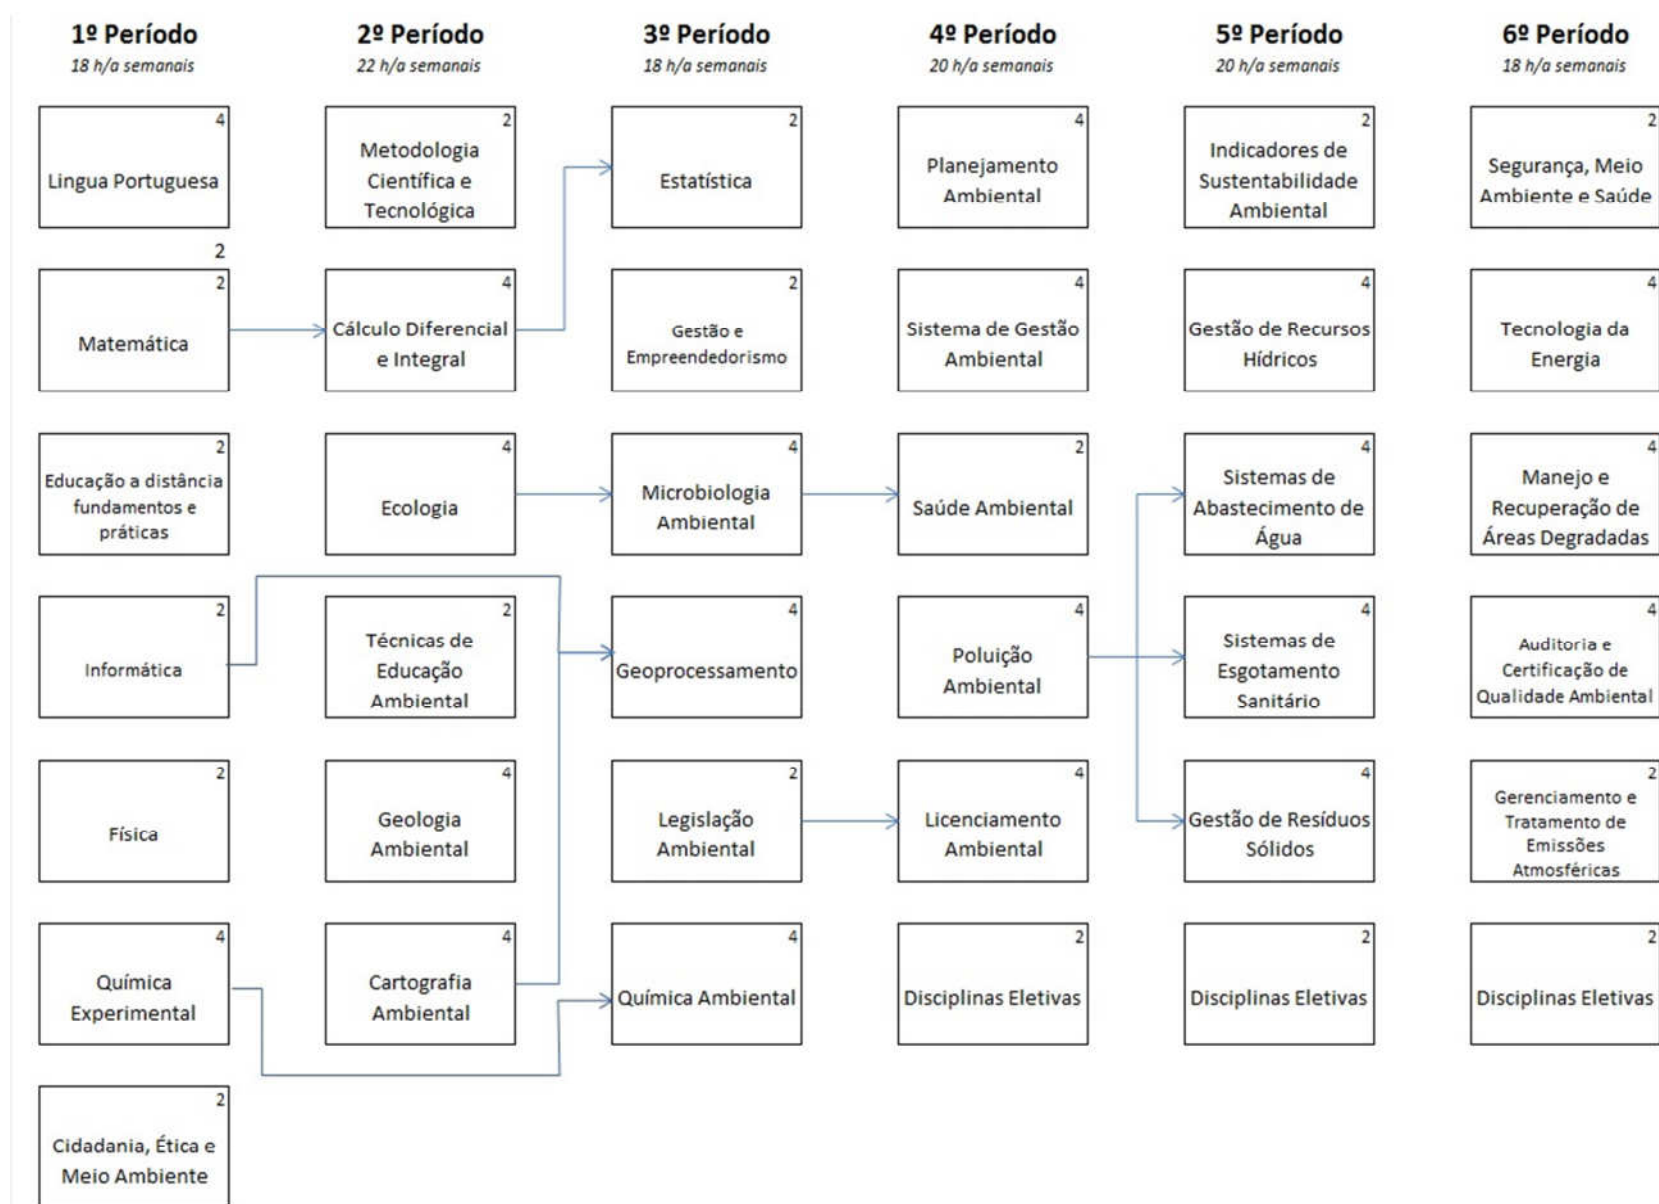 1º Período
18 h/a semanais
4
Lingua Portuguesa
2
2
Matemática
2
Educação a distância
fundamentos e
práticas
2
Informática
2
Física
4
Química
Experimental
2
Cidadania, Ética e
Meio Ambiente
2º Período
22 h/a semanais
2
Metodologia
Científica e
Tecnológica
4
Cálculo Diferencial
e Integral
4
Ecologia
2
Técnicas de
Educação
Ambiental
4
Geologia
Ambiental
4
Cartografia
Ambiental
3º Período
18 h/a semanais
2
Estatística
2
Gestão e
Empreendedorismo
4
Microbiologia
Ambiental
4
Geoprocessamento
2
Legislação
Ambiental
4
Química Ambiental
4º Período
20 h/a semanais
4
Planejamento
Ambiental
4
Sistema de Gestão
Ambiental
2
Saúde Ambiental
4
Poluição
Ambiental
4
Licenciamento
Ambiental
2
Disciplinas Eletivas
5º Período
20 h/a semanais
2
Indicadores de
Sustentabilidade
Ambiental
4
Gestão de Recursos
Hídricos
4
Sistemas de
Abastecimento de
Água
4
Sistemas de
Esgotamento
Sanitário
4
Gestão de Resíduos
Sólidos
2
Disciplinas Eletivas
6º Período
18 h/a semanais
2
Segurança, Meio
Ambiente e Saúde
4
Tecnologia da
Energia
4
Manejo e
Recuperação de
Áreas Degradadas
4
Auditoria e
Certificação de
Qualidade Ambiental
2
Gerenciamento e
Tratamento de
Emissões
Atmosféricas
2
Disciplinas Eletivas